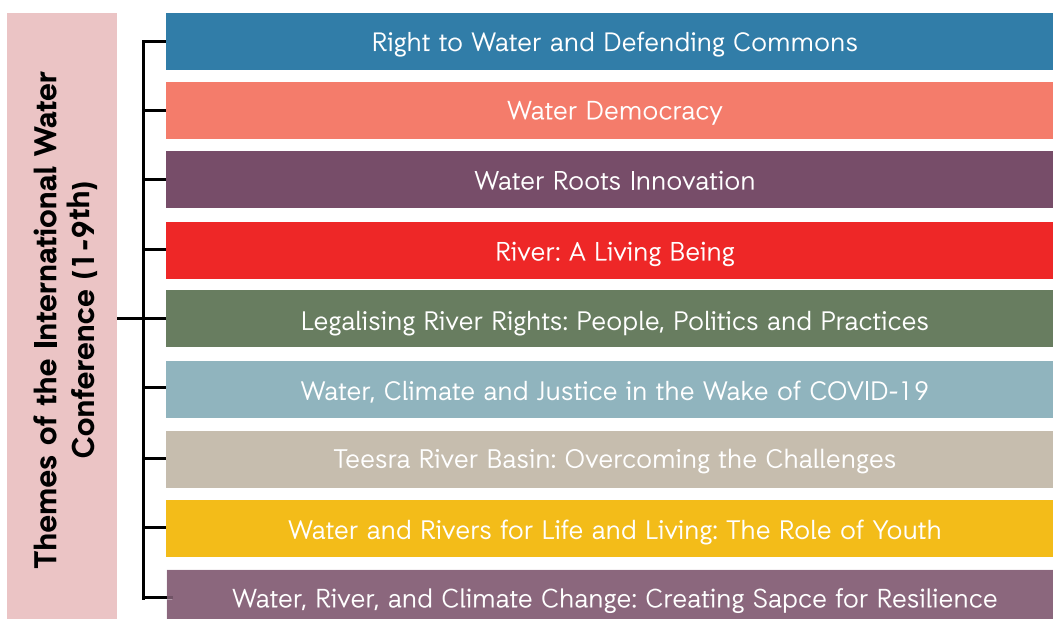 Themes of the International Water
Conference (1-9th)
Right to Water and Defending Commons
Water Democracy
Water Roots Innovation
River: A Living Being
Legalising River Rights: People, Politics and Practices
Water, Climate and Justice in the Wake of COVID-19
Teesra River Basin: Overcoming the Challenges
Water and Rivers for Life and Living: The Role of Youth
Water, River, and Climate Change: Creating Sapce for Resilience